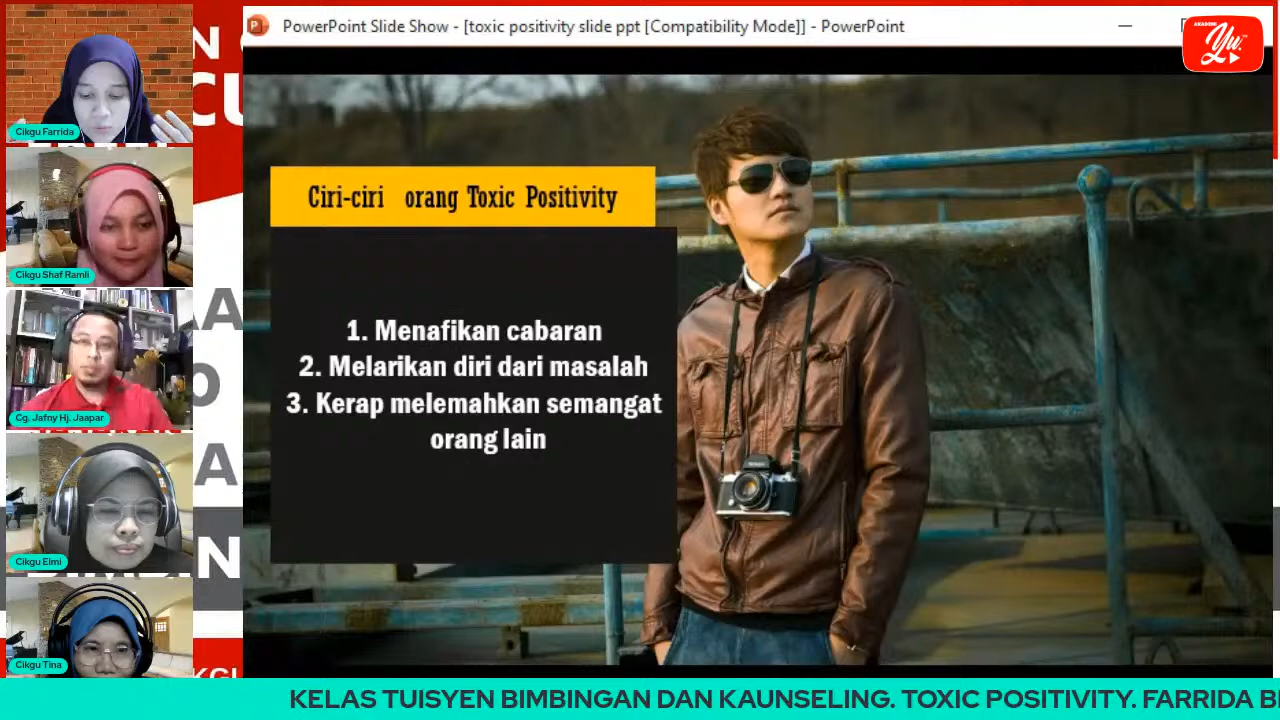 PowerPoint Slide Show - [toxic positivity slide ppt [Compatibility Mode]] - PowerPoint
AKADEMI
Yu
Ciri-ciri orang Toxic Positivity
1. Menafikan cabaran
2. Melarikan diri dari masalah
3. Kerap melemahkan semangat
orang lain
Cikgu Farrida
Cikgu Shaf Ramli
Cg. Jafny Hj. Jaapar
Cikgu Elmi
Cikgu Tina
KELAS TUISYEN BIMBINGAN DAN KAUNSELING. TOXIC POSITIVITY. FARRIDA B